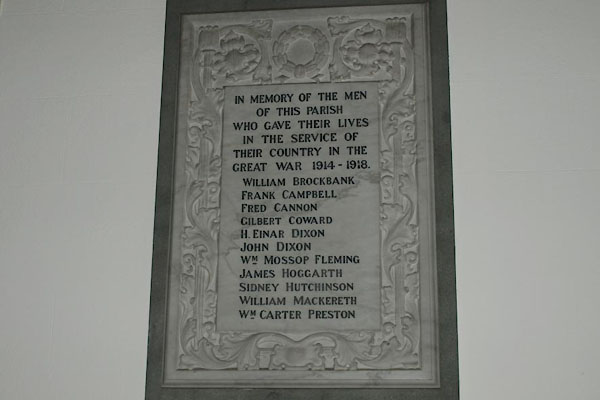 IN MEMORY OF THE MEN
OF THIS PARISH
WHO GAVE THEIR LIVES
IN THE SERVICE OF
THEIR COUNTRY IN THE
GREAT WAR 1914-1918.
WILLIAM BROCKBANK
FRANK CAMPBELL
FRED CANNON
GILBERT COWARD
H. EINAR DIXON
JOHN DIXON
WM MOSSOP FLEMING
JAMES HOGGARTH
SIDNEY HUTCHINSON
WILLIAM MACKERETH
WM CARTER PRESTON